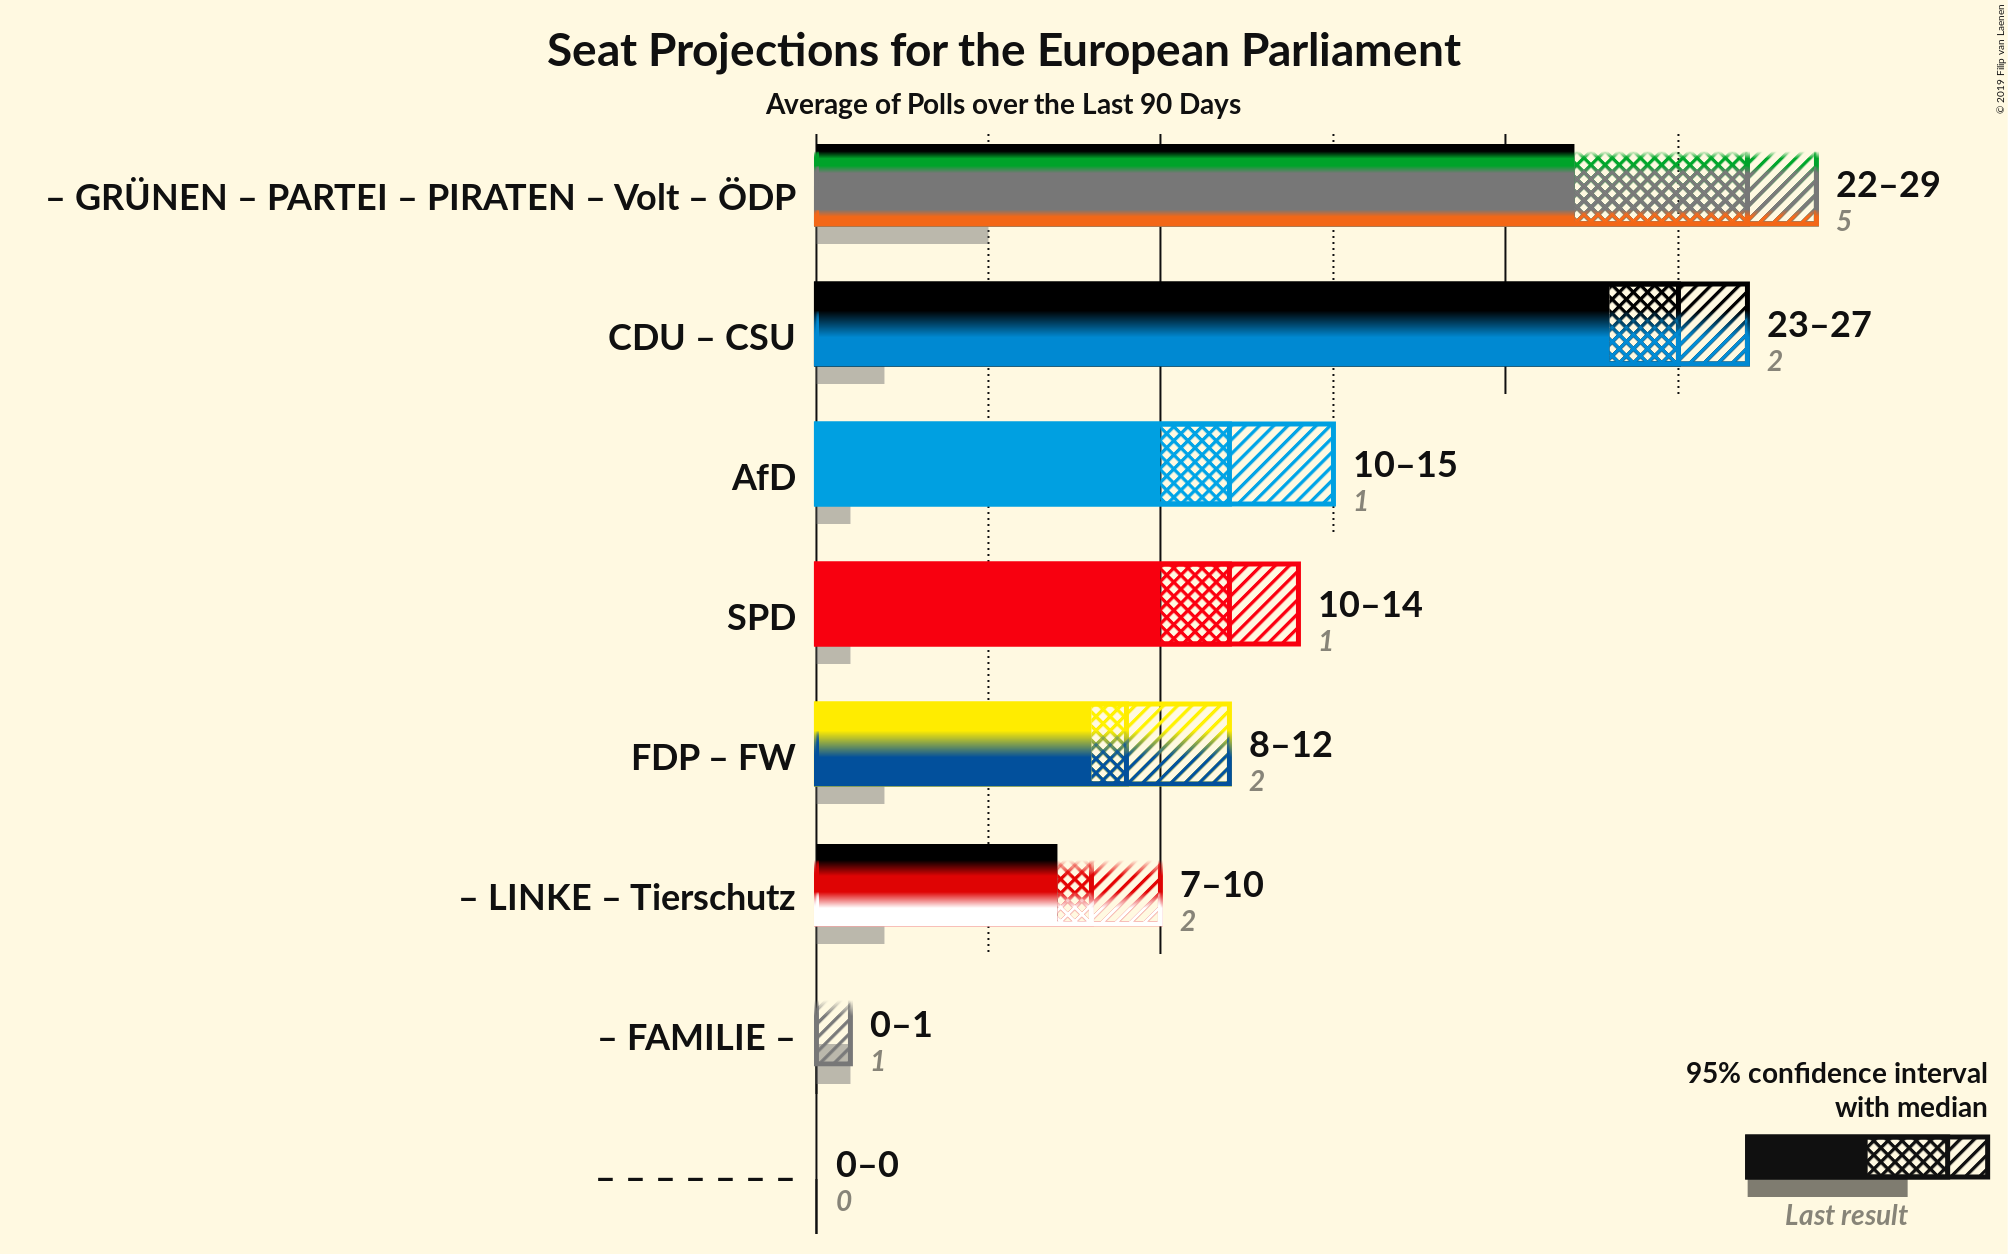 Seat Projections for the European Parliament
Average of Polls over the Last 90 Days
© 2019 Filip van Laenen
– GRÜNEN – PARTEI – PIRATEN – Volt – ÖDP
22–29
5
CDU – CSU
23–27
2
AfD
10–15
1
SPD
10–14
1
FDP – FW
8–12
2
– LINKE – Tierschutz
7–10
2
– FAMILIE –
0–1
1
– – – – – – –
0–0
0
95% confidence interval
with median
Last result